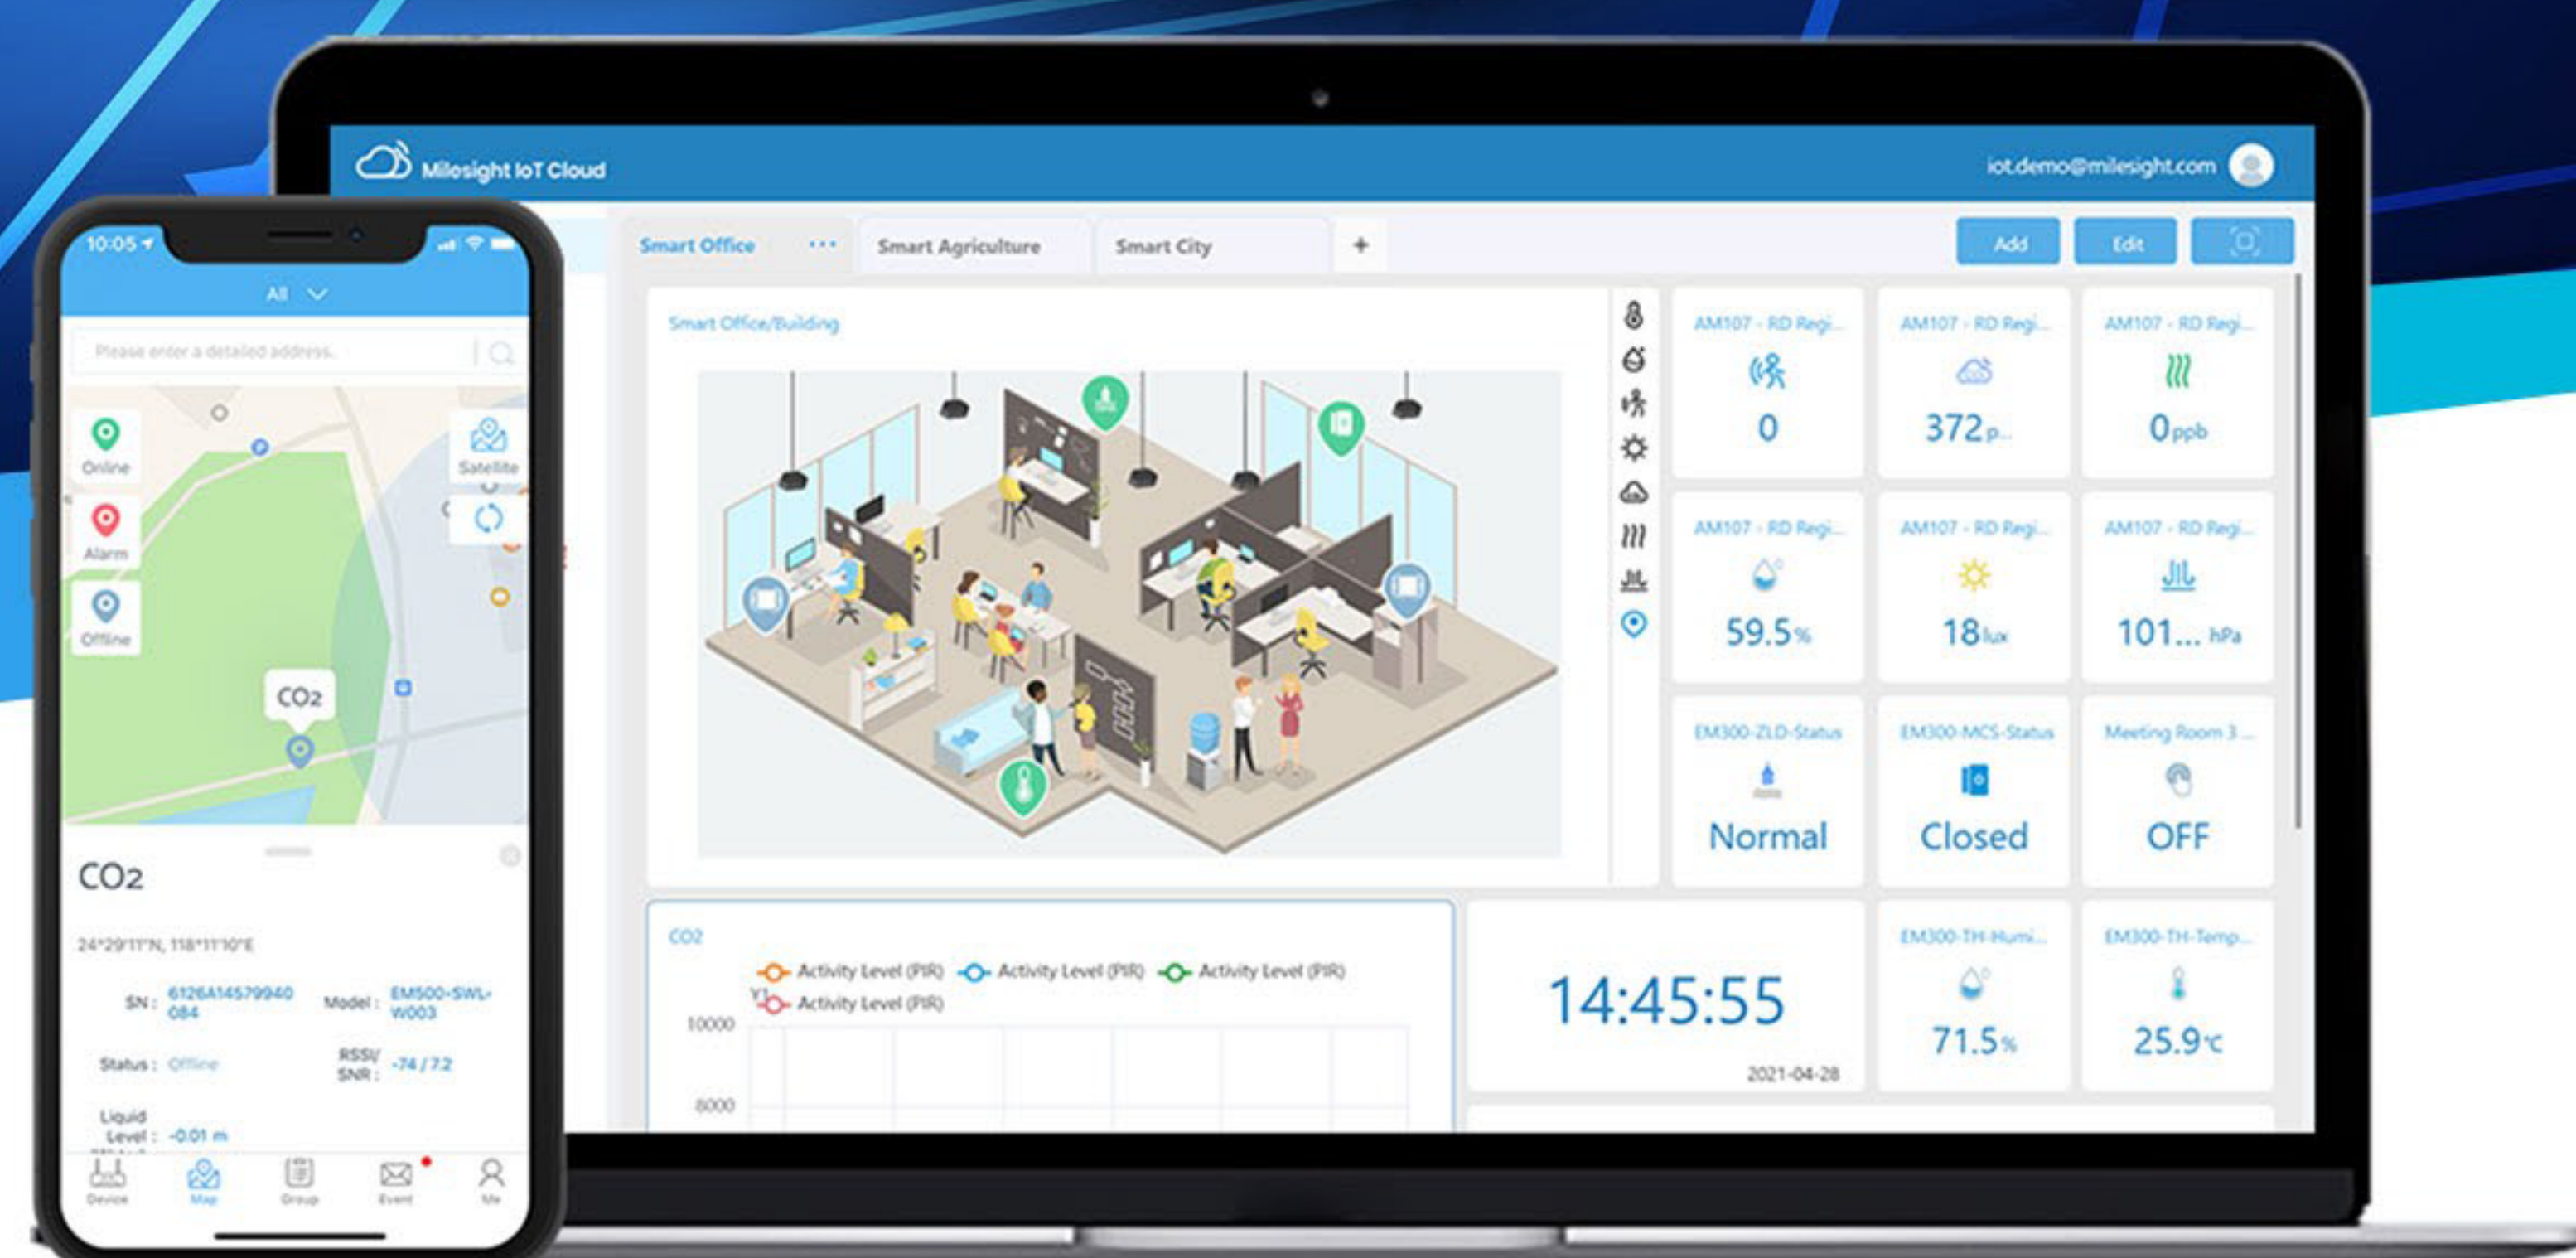 Milesight IoT Cloud
iot.demo@milesight.com
Smart Office
Smart Agriculture
Smart City
+
Add
Edit
Smart Office/Building
AM107 - RD Regi...
0
AM107 - RD Regi...
372 p...
AM107 - RD Regi...
0 ppb
AM107 - RD Regi...
59.5 %
AM107 - RD Regi...
18 lux
AM107 - RD Regi...
101... hPa
EM300-ZLD-Status
Normal
EM300-MCS-Status
Closed
Meeting Room 3 ...
OFF
CO2
Activity Level (PIR)
Activity Level (PIR)
Activity Level (PIR)
Y1
Activity Level (PIR)
10000
8000
14:45:55
2021-04-28
EM300-TH-Humi...
71.5 %
EM300-TH-Temp...
25.9 ℃
10:05
All
Please enter a detailed address.
Online
Satellite
Alarm
Offline
CO2
CO2
24°29'11"N, 118°11'10"E
SN : 6126A14579940
084
Model : EM500-SWL-
W003
Status : Offline
RSSI/
SNR : -74 / 7.2
Liquid
Level : -0.01 m
Device
Map
Group
Event
Me